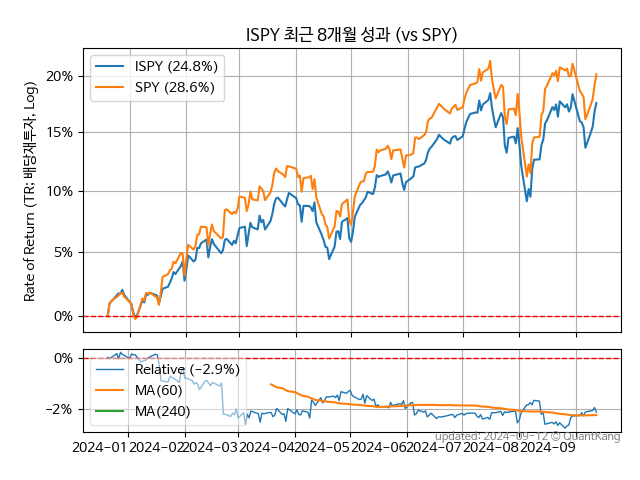 ISPY 최근 8개월 성과 (vs SPY)
Rate of Return (TR: 배당재투자, Log)
20%
15%
10%
5%
0%
ISPY (24.8%)
SPY (28.6%)
0%
−2%
Relative (−2.9%)
MA(60)
MA(240)
2024-01 2024-02 2024-03 2024-04 2024-05 2024-06 2024-07 2024-08 2024-09
updated: 2024-09-12 © QuantKang